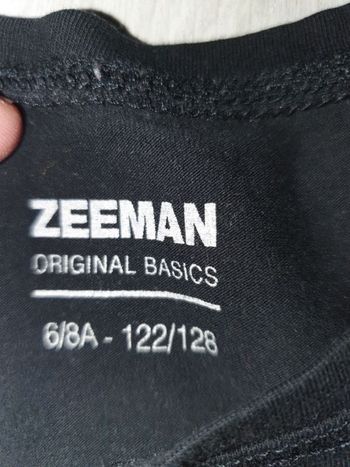 ZEEMAN
ORIGINAL BASICS
6/8A - 122/128